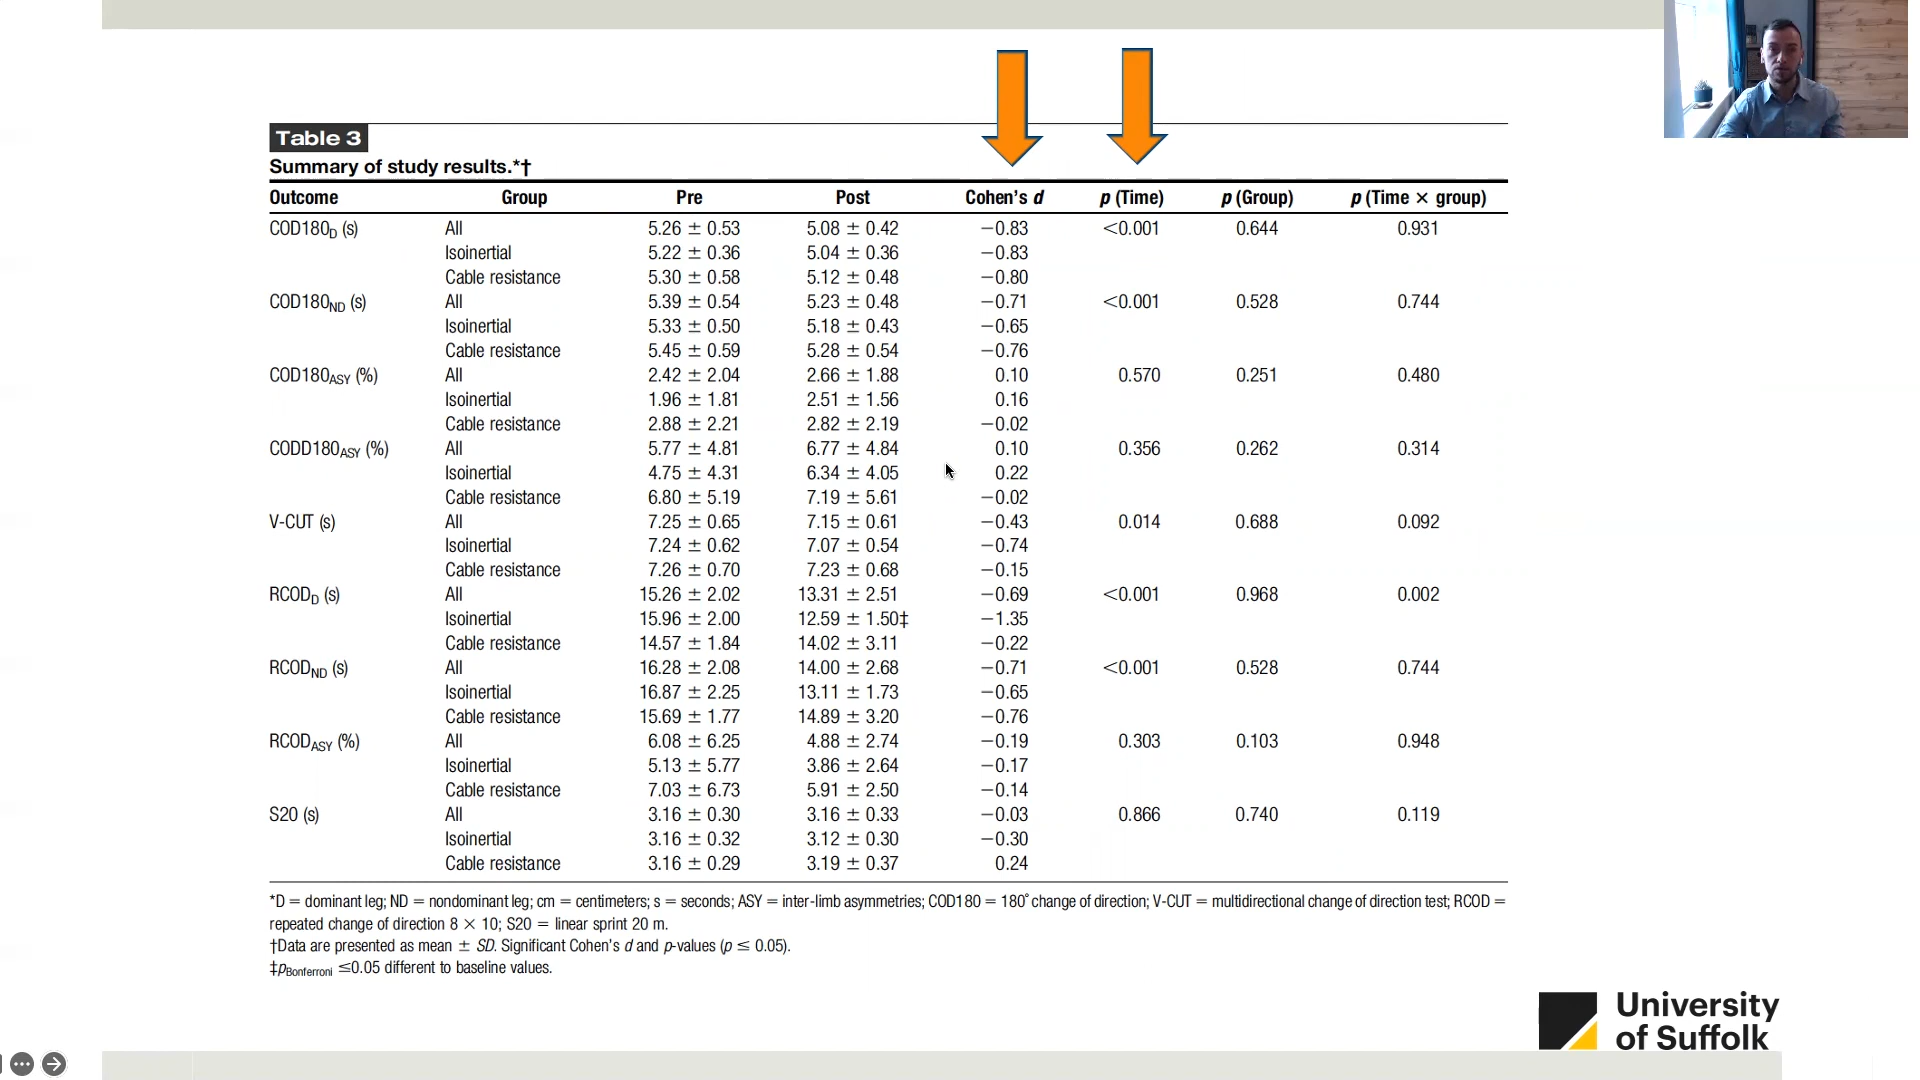 Table 3
Summary of study results.*†
Outcome Group Pre Post Cohen's d p (Time) p (Group) p (Time × group)
COD180D (s) All 5.26 ± 0.53 5.08 ± 0.42 −0.83 <0.001 0.644 0.931
Isoinertial 5.22 ± 0.36 5.04 ± 0.36 −0.83
Cable resistance 5.30 ± 0.58 5.12 ± 0.48 −0.80
COD180ND (s) All 5.39 ± 0.54 5.23 ± 0.48 −0.71 <0.001 0.528 0.744
Isoinertial 5.33 ± 0.50 5.18 ± 0.43 −0.65
Cable resistance 5.45 ± 0.59 5.28 ± 0.54 −0.76
COD180ASY (%) All 2.42 ± 2.04 2.66 ± 1.88 0.10 0.570 0.251 0.480
Isoinertial 1.96 ± 1.81 2.51 ± 1.56 0.16
Cable resistance 2.88 ± 2.21 2.82 ± 2.19 −0.02
CODD180ASY (%) All 5.77 ± 4.81 6.77 ± 4.84 0.10 0.356 0.262 0.314
Isoinertial 4.75 ± 4.31 6.34 ± 4.05 0.22
Cable resistance 6.80 ± 5.19 7.19 ± 5.61 −0.02
V-CUT (s) All 7.25 ± 0.65 7.15 ± 0.61 −0.43 0.014 0.688 0.092
Isoinertial 7.24 ± 0.62 7.07 ± 0.54 −0.74
Cable resistance 7.26 ± 0.70 7.23 ± 0.68 −0.15
RCODD (s) All 15.26 ± 2.02 13.31 ± 2.51 −0.69 <0.001 0.968 0.002
Isoinertial 15.96 ± 2.00 12.59 ± 1.50‡ −1.35
Cable resistance 14.57 ± 1.84 14.02 ± 3.11 −0.22
RCODND (s) All 16.28 ± 2.08 14.00 ± 2.68 −0.71 <0.001 0.528 0.744
Isoinertial 16.87 ± 2.25 13.11 ± 1.73 −0.65
Cable resistance 15.69 ± 1.77 14.89 ± 3.20 −0.76
RCODASY (%) All 6.08 ± 6.25 4.88 ± 2.74 −0.19 0.303 0.103 0.948
Isoinertial 5.13 ± 5.77 3.86 ± 2.64 −0.17
Cable resistance 7.03 ± 6.73 5.91 ± 2.50 −0.14
S20 (s) All 3.16 ± 0.30 3.16 ± 0.33 −0.03 0.866 0.740 0.119
Isoinertial 3.16 ± 0.32 3.12 ± 0.30 −0.30
Cable resistance 3.16 ± 0.29 3.19 ± 0.37 0.24
*D = dominant leg; ND = nondominant leg; cm = centimeters; s = seconds; ASY = inter-limb asymmetries; COD180 = 180° change of direction; V-CUT = multidirectional change of direction test; RCOD =
repeated change of direction 8 × 10; S20 = linear sprint 20 m.
†Data are presented as mean ± SD. Significant Cohen's d and p-values (p ≤ 0.05).
‡pBonferroni ≤0.05 different to baseline values.
University
of Suffolk